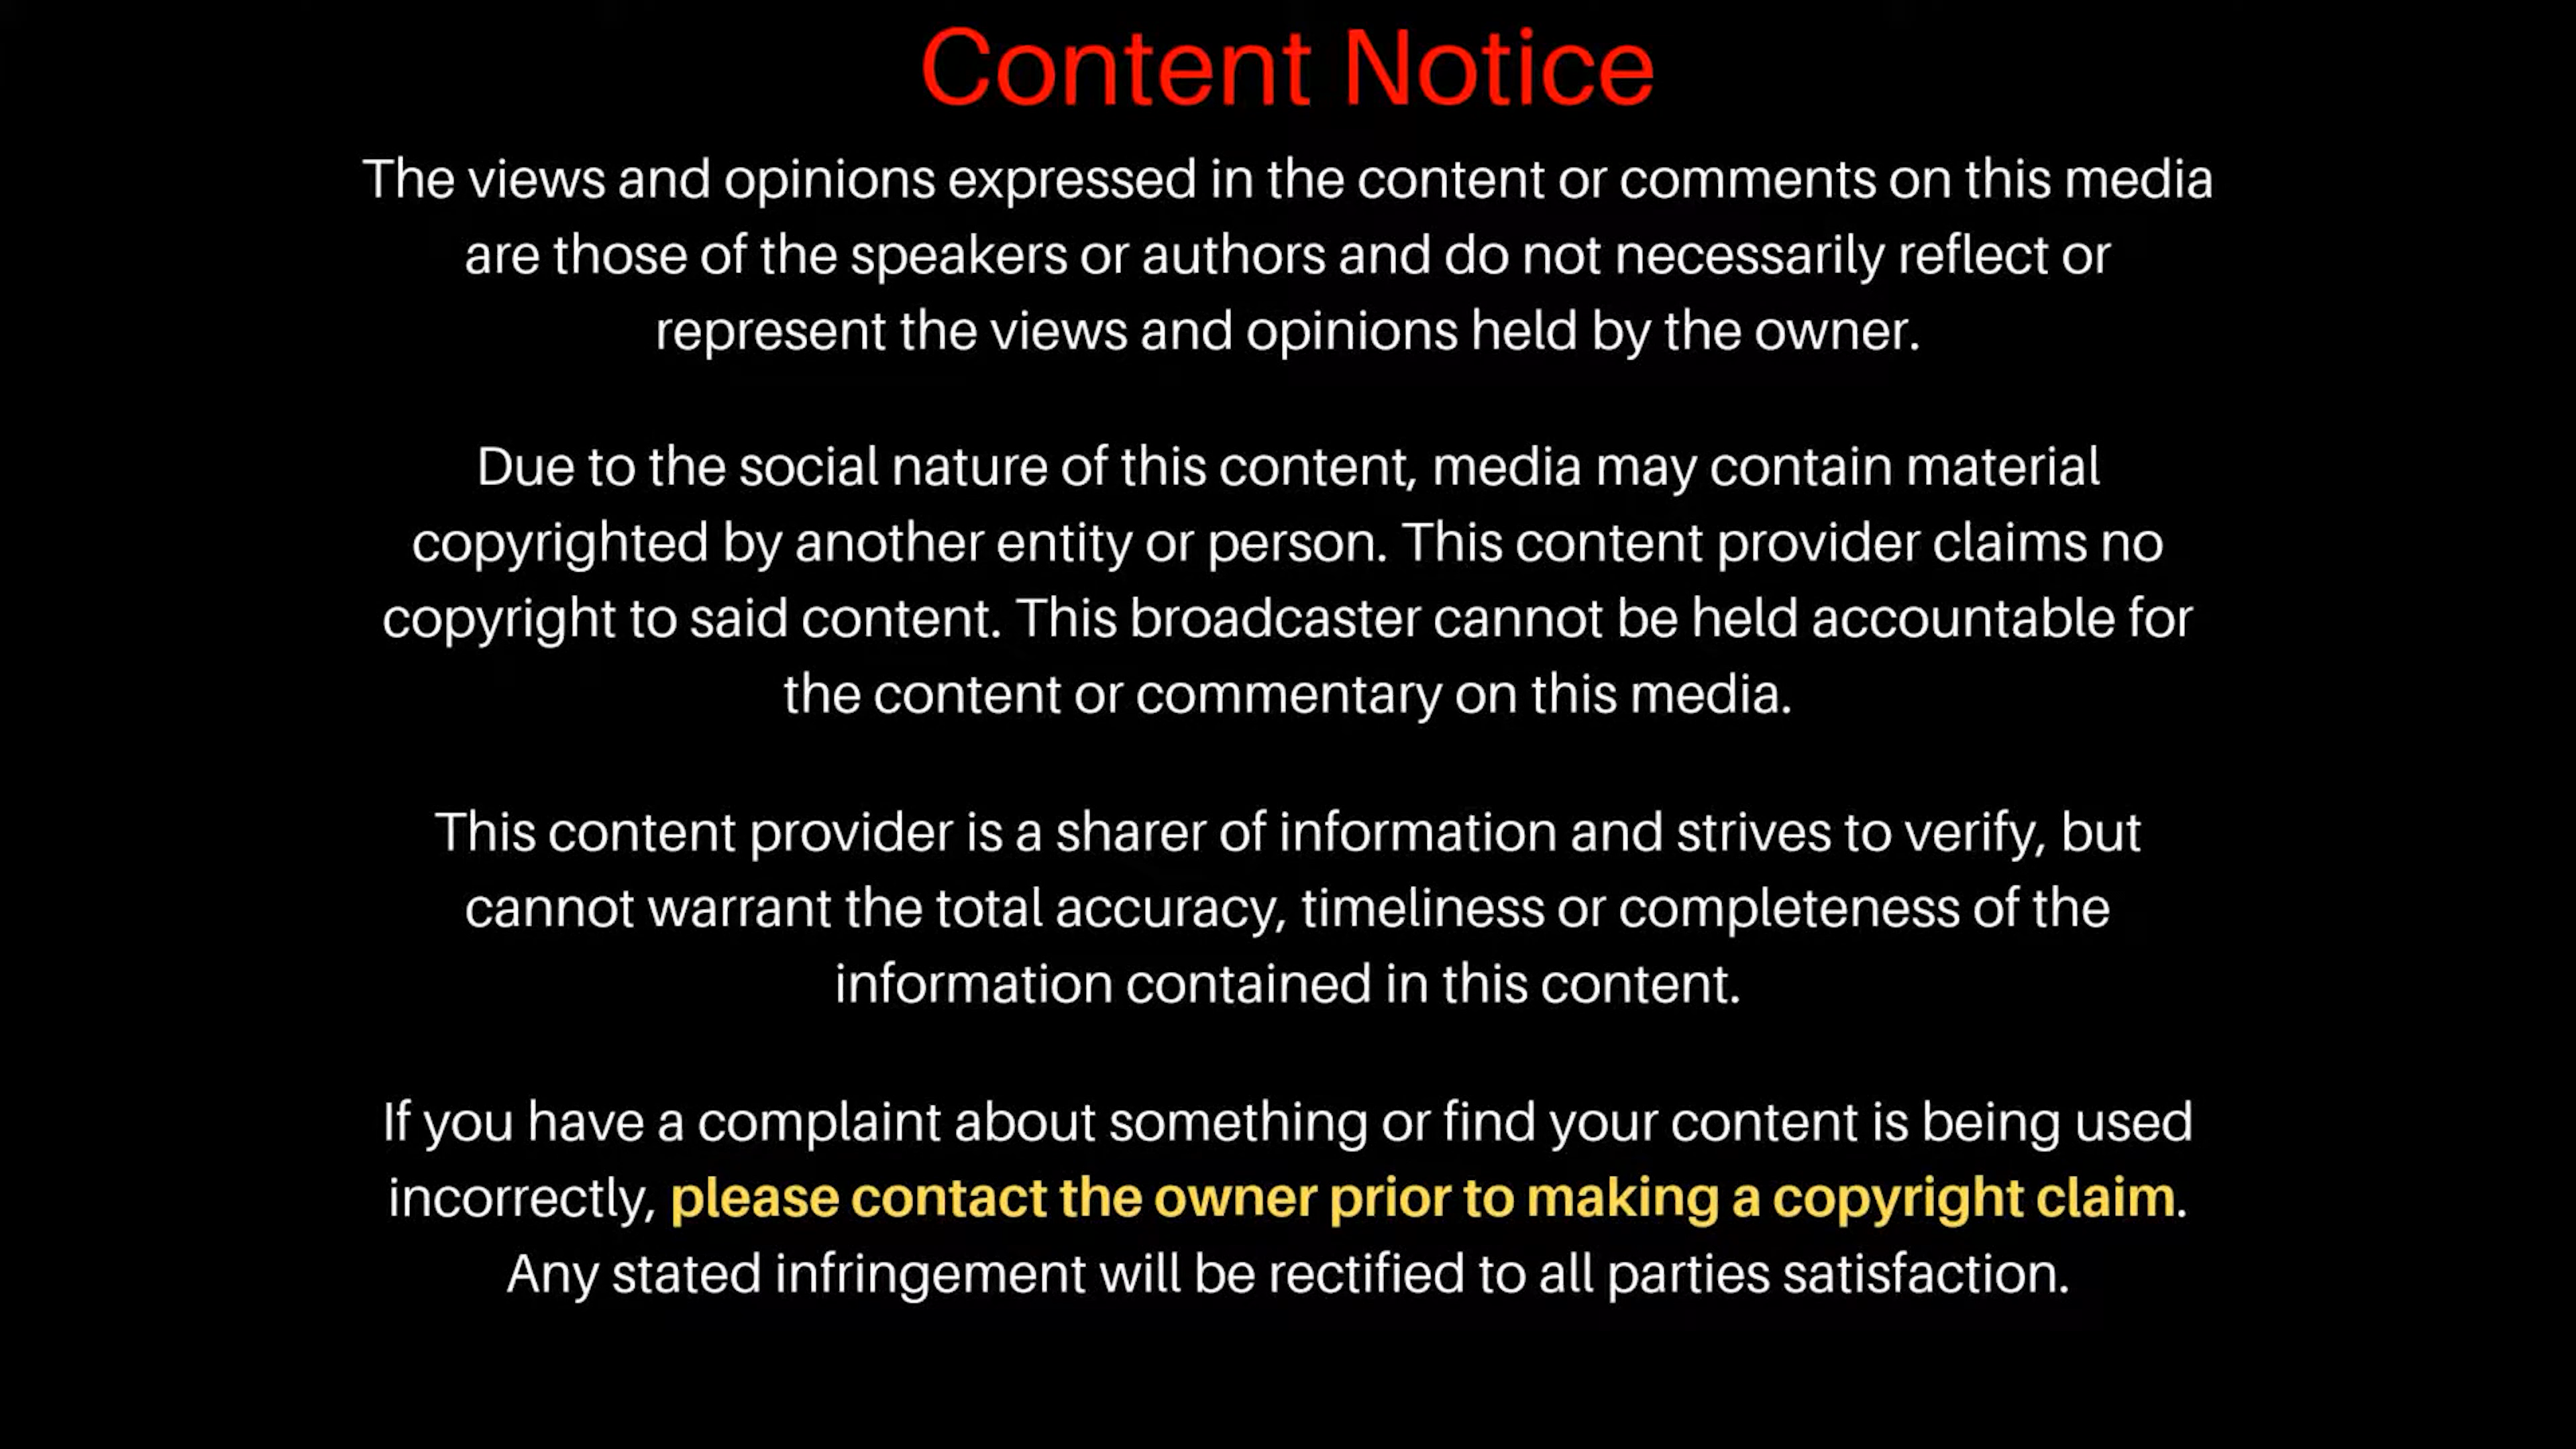 Content Notice
The views and opinions expressed in the content or comments on this media
are those of the speakers or authors and do not necessarily reflect or
represent the views and opinions held by the owner.
Due to the social nature of this content, media may contain material
copyrighted by another entity or person. This content provider claims no
copyright to said content. This broadcaster cannot be held accountable for
the content or commentary on this media.
This content provider is a sharer of information and strives to verify, but
cannot warrant the total accuracy, timeliness or completeness of the
information contained in this content.
If you have a complaint about something or find your content is being used
incorrectly, please contact the owner prior to making a copyright claim.
Any stated infringement will be rectified to all parties satisfaction.